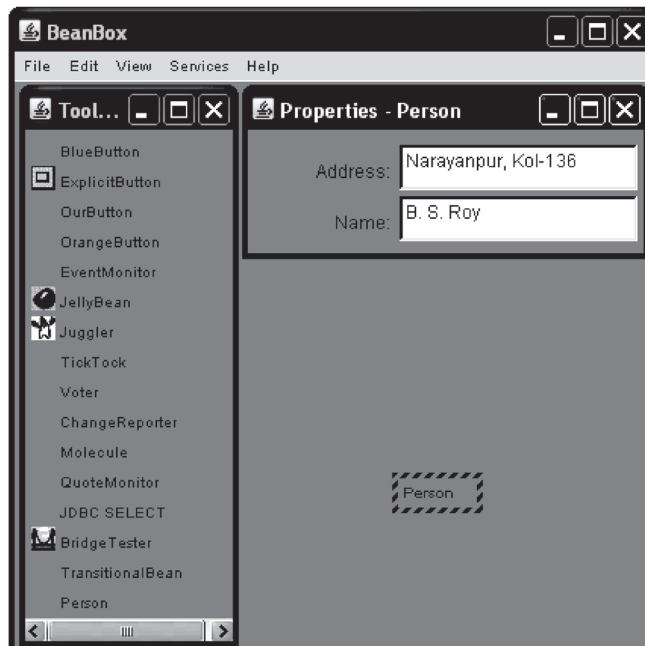 BeanBox
File Edit View Services Help
Tool...
BlueButton
ExplicitButton
OurButton
OrangeButton
EventMonitor
JellyBean
Juggler
TickTock
Voter
ChangeReporter
Molecule
QuoteMonitor
JDBC SELECT
BridgeTester
TransitionalBean
Person
Properties - Person
Address: Narayanpur, Kol-136
Name: B. S. Roy
Person